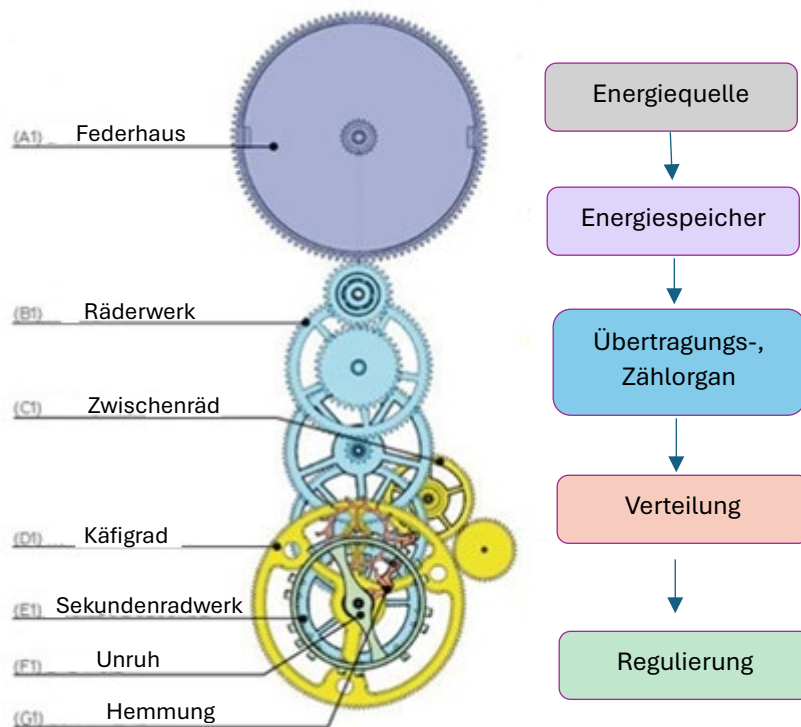 (A1) Federhaus
(B1) Räderwerk
(C1) Zwischenräd
(D1) Käfigrad
(E1) Sekundenradwerk
(F1) Unruh
(G1) Hemmung
Energiequelle
Energiespeicher
Übertragungs-,
Zählorgan
Verteilung
Regulierung